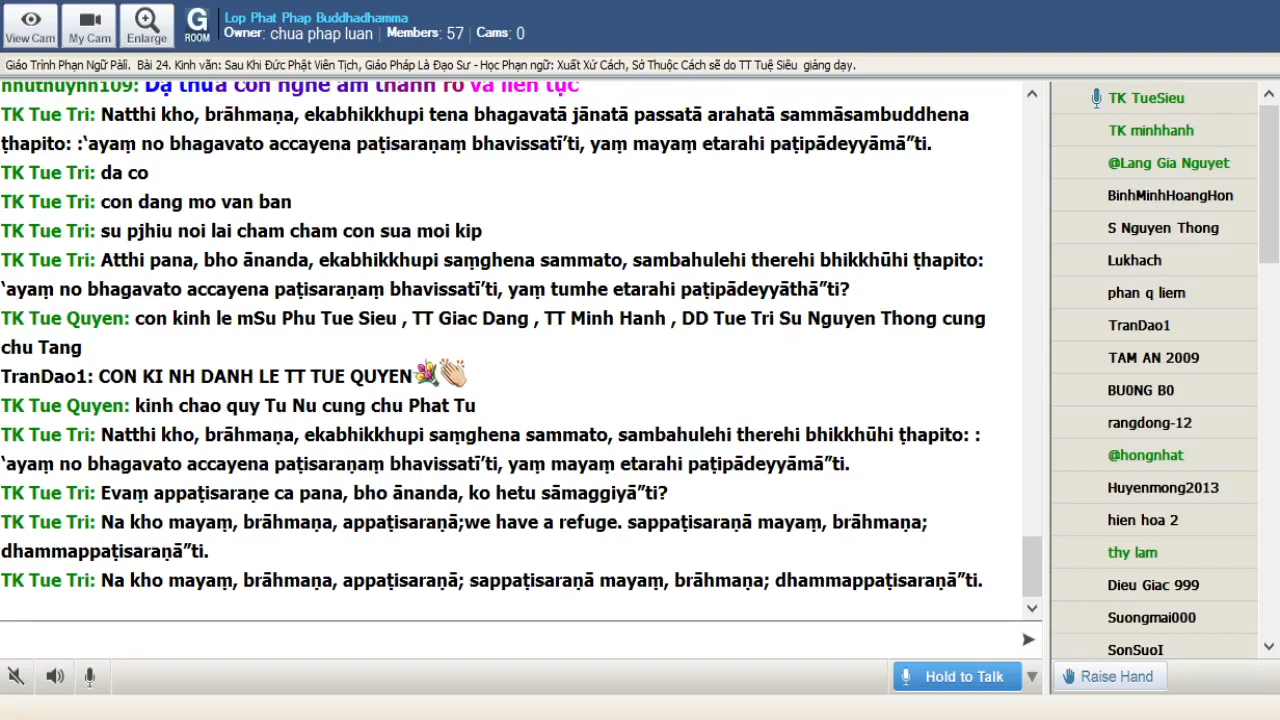 View Cam
My Cam
Enlarge
G
ROOM
Lop Phat Phap Buddhadhamma
Owner: chua phap luan | Members: 57 | Cams: 0
Giáo Trình Phạn Ngữ Pàli. Bài 24. Kinh văn: Sau Khi Đức Phật Viên Tịch, Giáo Pháp Là Đạo Sư - Học Phạn ngữ: Xuất Xứ Cách, Sở Thuộc Cách sẽ do TT Tuệ Siêu giảng dạy.
nhuthuynh109: Dạ thưa con nghe âm thanh rõ và liên tục
TK Tue Tri: Natthi kho, brāhmaṇa, ekabhikkhupi tena bhagavatā jānatā passatā arahatā sammāsambuddhena
ṭhapito: :‘ayaṃ no bhagavato accayena paṭisaraṇaṃ bhavissatī’ti, yaṃ mayaṃ etarahi paṭipādeyyāmā”ti.
TK Tue Tri: da co
TK Tue Tri: con dang mo van ban
TK Tue Tri: su pjhiu noi lai cham cham con sua moi kip
TK Tue Tri: Atthi pana, bho ānanda, ekabhikkhupi saṃghena sammato, sambahulehi therehi bhikkhūhi ṭhapito:
‘ayaṃ no bhagavato accayena paṭisaraṇaṃ bhavissatī’ti, yaṃ tumhe etarahi paṭipādeyyāthā”ti?
TK Tue Quyen: con kinh le mSu Phu Tue Sieu , TT Giac Dang , TT Minh Hanh , DD Tue Tri Su Nguyen Thong cung
chu Tang
TranDao1: CON KI NH DANH LE TT TUE QUYEN
TK Tue Quyen: kinh chao quy Tu Nu cung chu Phat Tu
TK Tue Tri: Natthi kho, brāhmaṇa, ekabhikkhupi saṃghena sammato, sambahulehi therehi bhikkhūhi ṭhapito: :
‘ayaṃ no bhagavato accayena paṭisaraṇaṃ bhavissatī’ti, yaṃ mayaṃ etarahi paṭipādeyyāmā”ti.
TK Tue Tri: Evaṃ appaṭisaraṇe ca pana, bho ānanda, ko hetu sāmaggiyā”ti?
TK Tue Tri: Na kho mayaṃ, brāhmaṇa, appaṭisaraṇā;we have a refuge. sappaṭisaraṇā mayaṃ, brāhmaṇa;
dhammappaṭisaraṇā”ti.
TK Tue Tri: Na kho mayaṃ, brāhmaṇa, appaṭisaraṇā; sappaṭisaraṇā mayaṃ, brāhmaṇa; dhammappaṭisaraṇā”ti.
Hold to Talk
TK TueSieu
TK minhhanh
@Lang Gia Nguyet
BinhMinhHoangHon
S Nguyen Thong
Lukhach
phan q liem
TranDao1
TAM AN 2009
BU0NG B0
rangdong-12
@hongnhat
Huyenmong2013
hien hoa 2
thy lam
Dieu Giac 999
Suongmai000
SonSuoI
Raise Hand